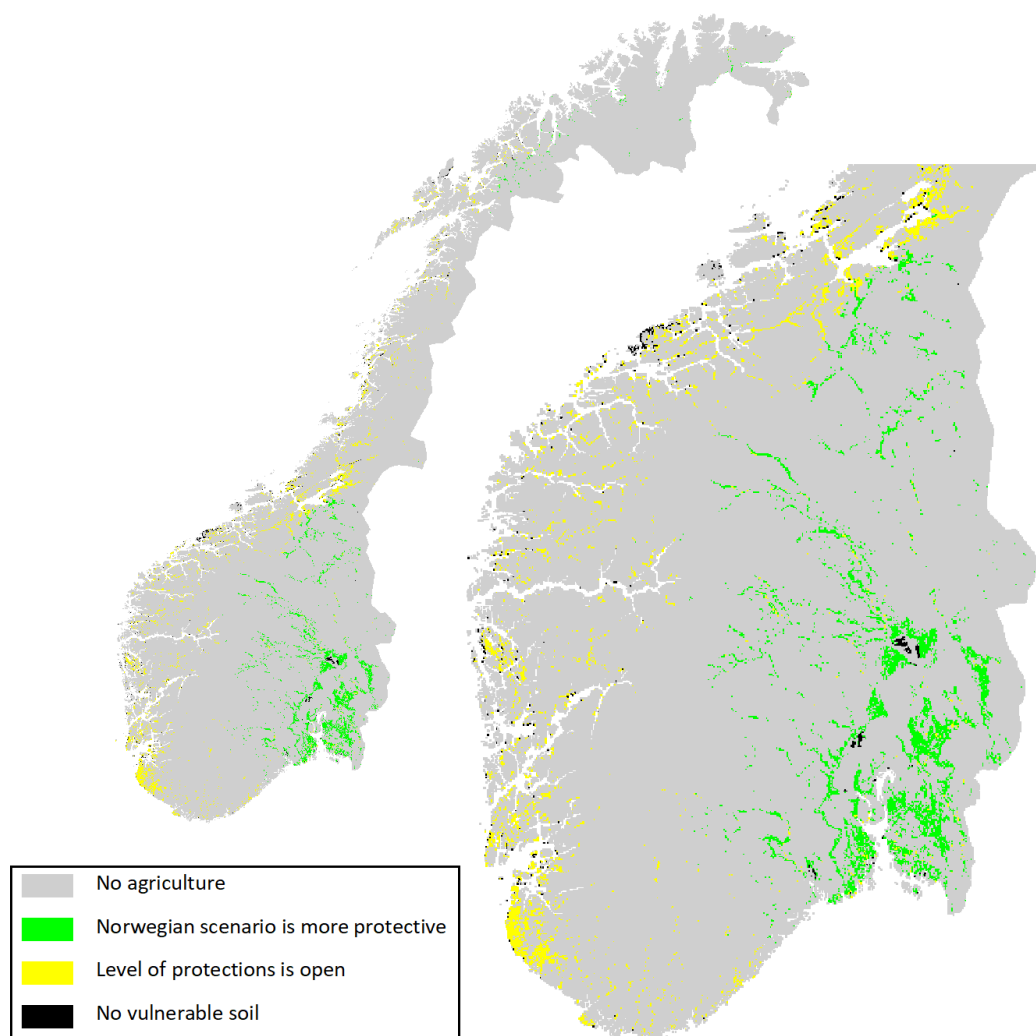 No agriculture
Norwegian scenario is more protective
Level of protections is open
No vulnerable soil